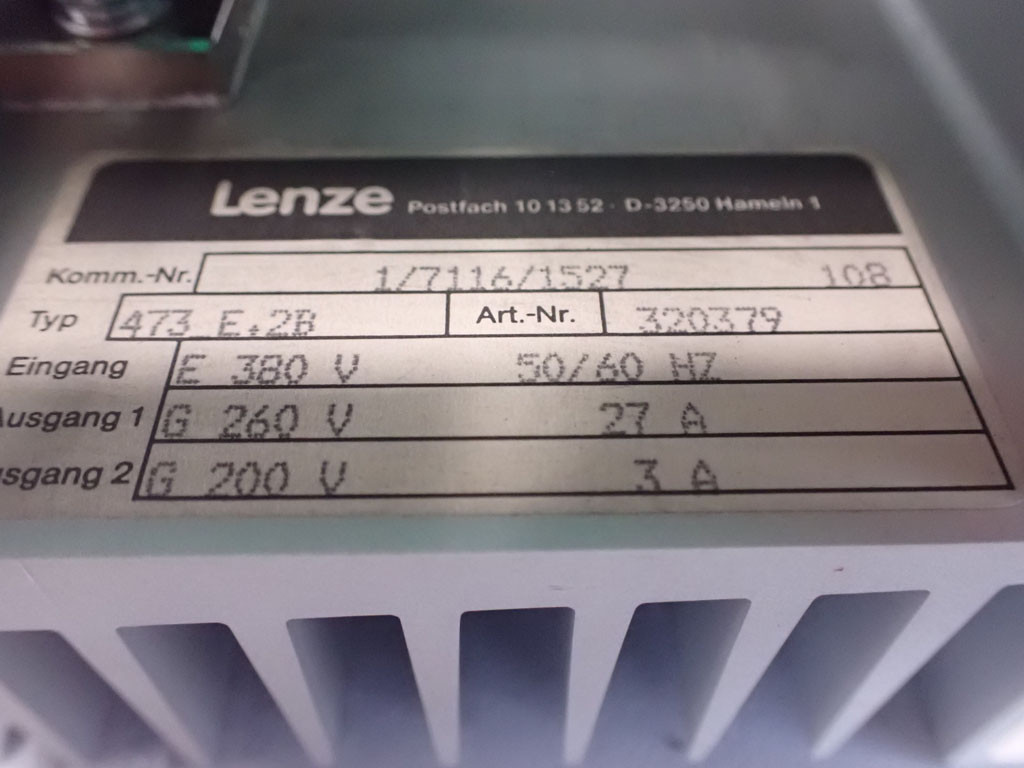 Lenze Postfach 10 13 52 · D-3250 Hameln 1
Komm.-Nr. 1/7116/1527 108
Typ 473 E.2B Art.-Nr. 320379
Eingang E 380 V 50/60 HZ
Ausgang 1 G 260 V 27 A
usgang 2 G 200 V 3 A